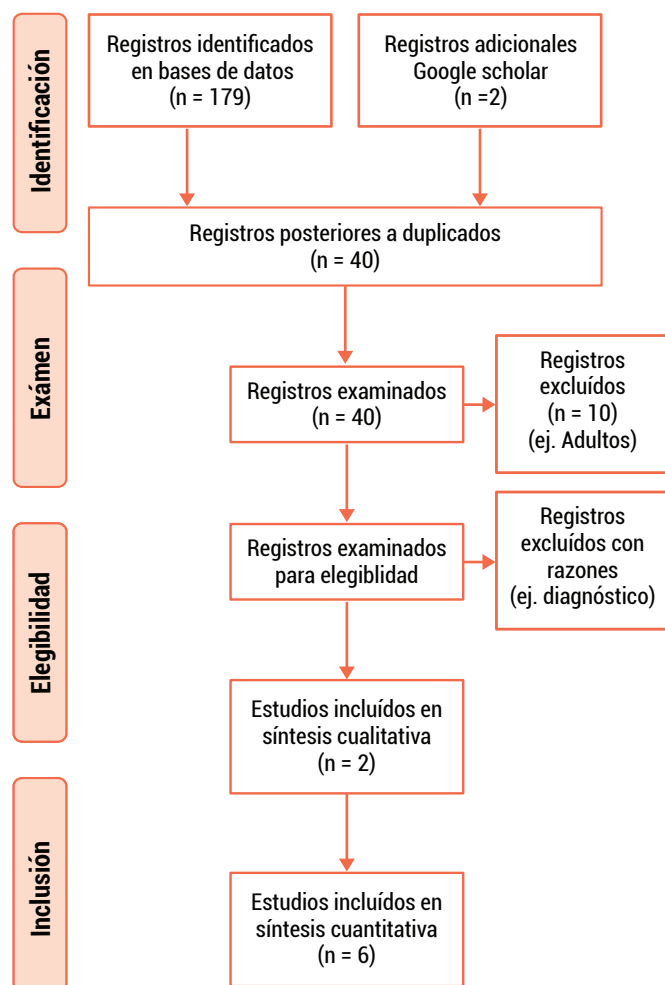 Identificación
Registros identificados
en bases de datos
(n = 179)
Registros adicionales
Google scholar
(n =2)
Registros posteriores a duplicados
(n = 40)
Exámen
Registros examinados
(n = 40)
Registros
excluídos
(n = 10)
(ej. Adultos)
Elegibilidad
Registros examinados
para elegiblidad
Registros
excluídos con
razones
(ej. diagnóstico)
Estudios incluídos en
síntesis cualitativa
(n = 2)
Inclusión
Estudios incluídos en
síntesis cuantitativa
(n = 6)